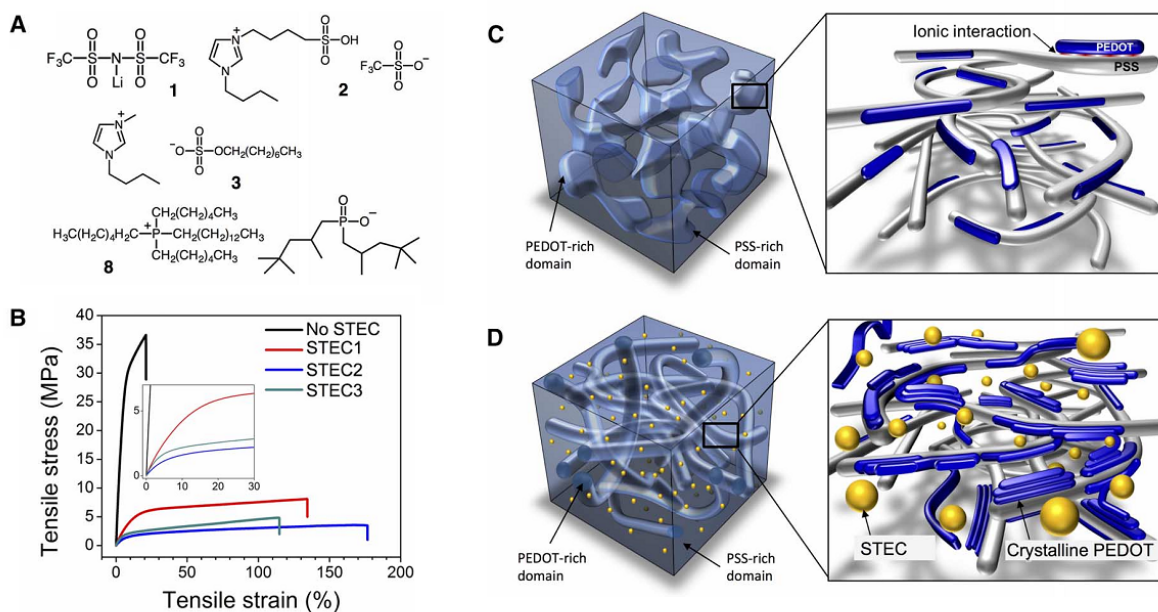 A
F₃C
S
O
O
N
Li
S
O
O
CF₃
1
N
+
N
S
O
O
OH
F₃C
S
O
O
O⁻
2
N
+
N
⁻O
S
O
O
OCH₂(CH₂)₆CH₃
3
CH₂(CH₂)₄CH₃
H₃C(H₂C)₄H₂C
P
+
CH₂(CH₂)₁₂CH₃
CH₂(CH₂)₄CH₃
8
O
P
O⁻
B
Tensile stress (MPa)
40
35
30
25
20
15
10
5
0
No STEC
STEC1
STEC2
STEC3
5
0
0 10 20 30
0 50 100 150 200
Tensile strain (%)
C
PEDOT-rich
domain
PSS-rich
domain
Ionic interaction
PEDOT
PSS
D
PEDOT-rich
domain
PSS-rich
domain
STEC
Crystalline PEDOT